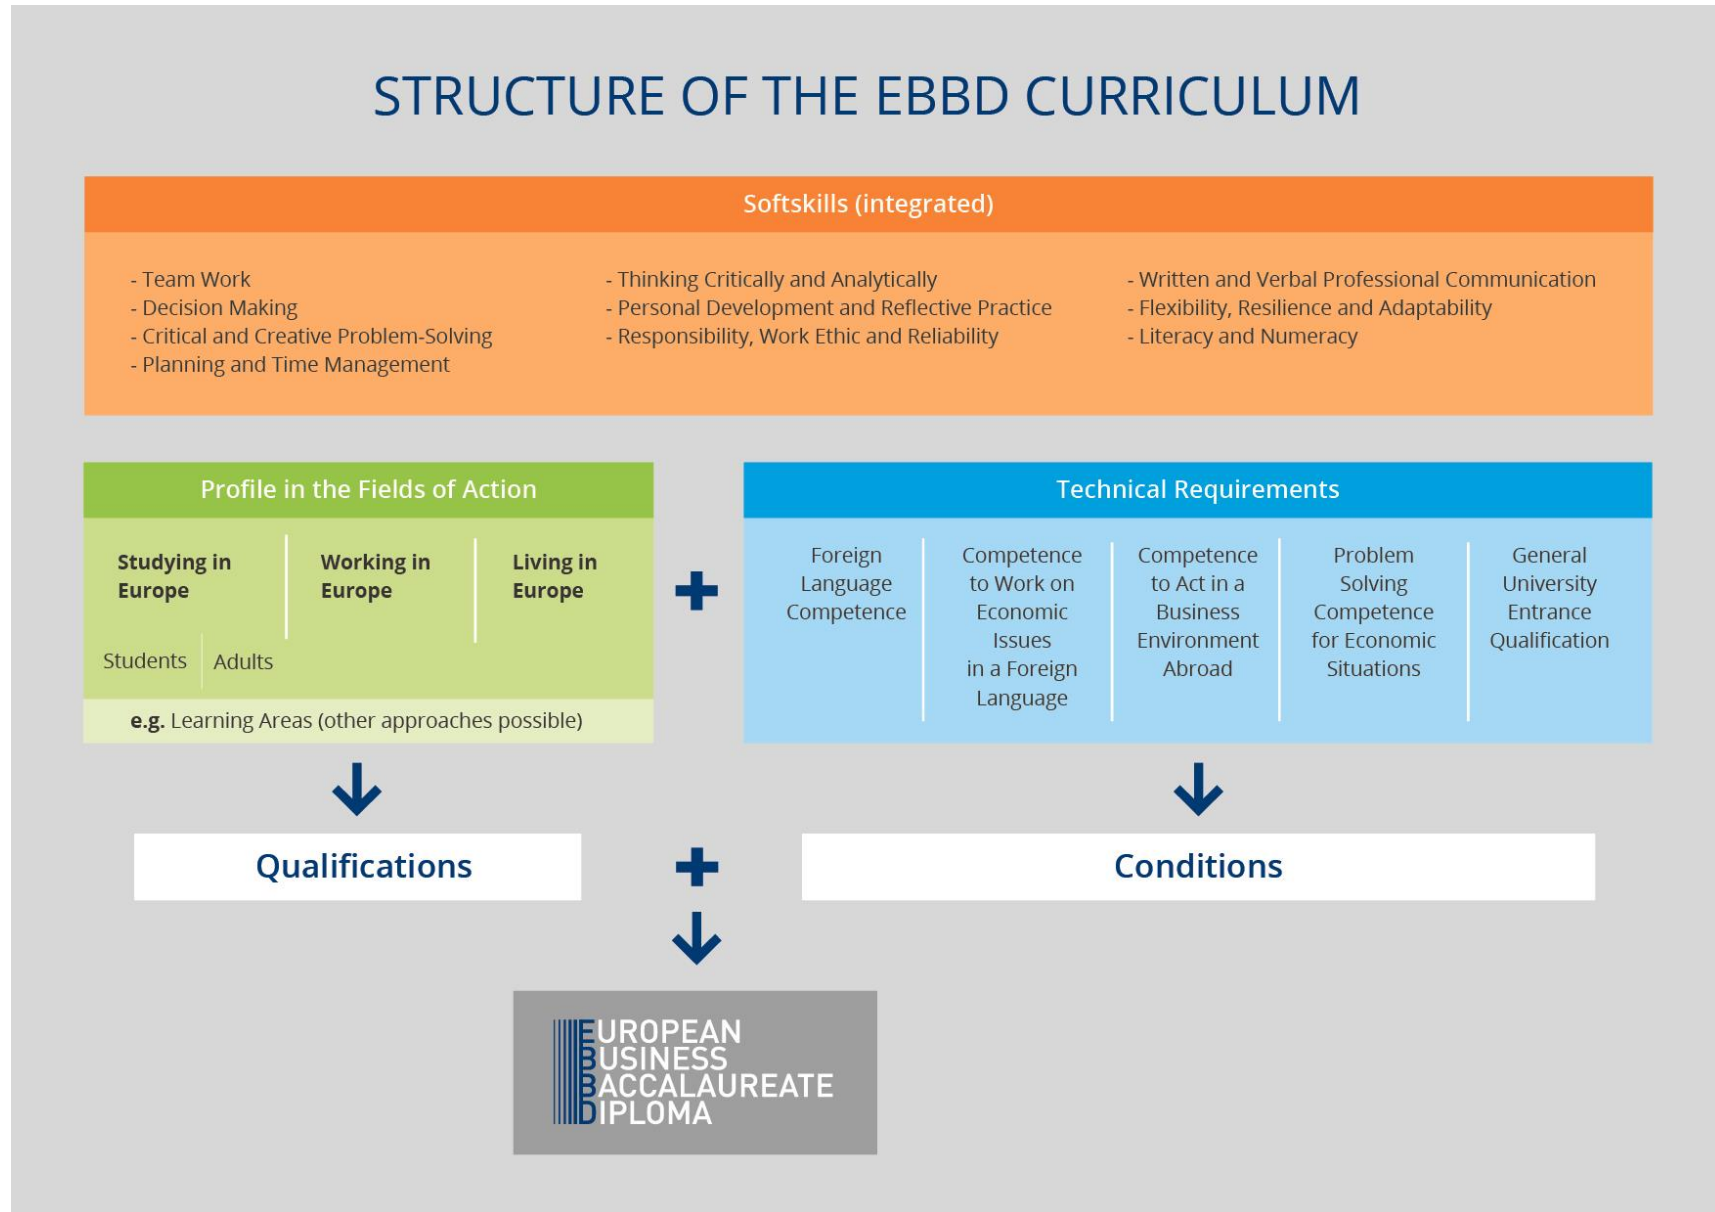 STRUCTURE OF THE EBBD CURRICULUM
Softskills (integrated)
- Team Work
- Decision Making
- Critical and Creative Problem-Solving
- Planning and Time Management
- Thinking Critically and Analytically
- Personal Development and Reflective Practice
- Responsibility, Work Ethic and Reliability
- Written and Verbal Professional Communication
- Flexibility, Resilience and Adaptability
- Literacy and Numeracy
Profile in the Fields of Action
Studying in
Europe
Working in
Europe
Living in
Europe
Students
Adults
e.g. Learning Areas (other approaches possible)
Technical Requirements
Foreign
Language
Competence
Competence
to Work on
Economic
Issues
in a Foreign
Language
Competence
to Act in a
Business
Environment
Abroad
Problem
Solving
Competence
for Economic
Situations
General
University
Entrance
Qualification
Qualifications
Conditions
EUROPEAN
BUSINESS
BACCALAUREATE
DIPLOMA